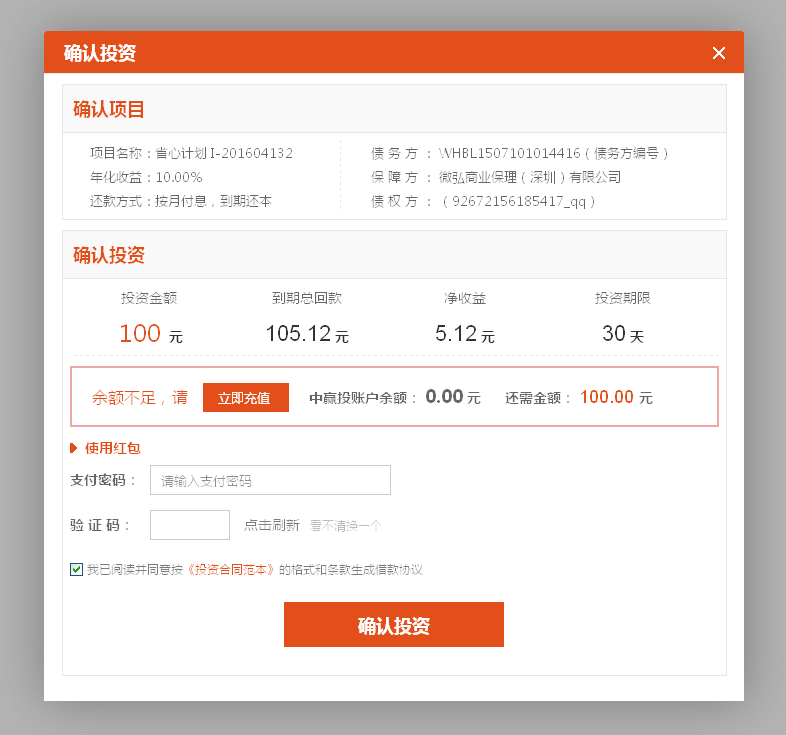 确认投资
确认项目
项目名称：省心计划 I-201604132
年化收益：10.00%
还款方式：按月付息，到期还本
债 务 方 ： WHBL1507101014416（债务方编号）
保 障 方 ： 微弘商业保理（深圳）有限公司
债 权 方 ： （92672156185417_qq）
确认投资
投资金额 到期总回款 净收益 投资期限
100 元 105.12 元 5.12 元 30 天
余额不足，请 立即充值 中赢投账户余额： 0.00 元 还需金额： 100.00 元
使用红包
支付密码： 请输入支付密码
验 证 码： 点击刷新 看不清换一个
我已阅读并同意按《投资合同范本》的格式和条款生成借款协议
确认投资